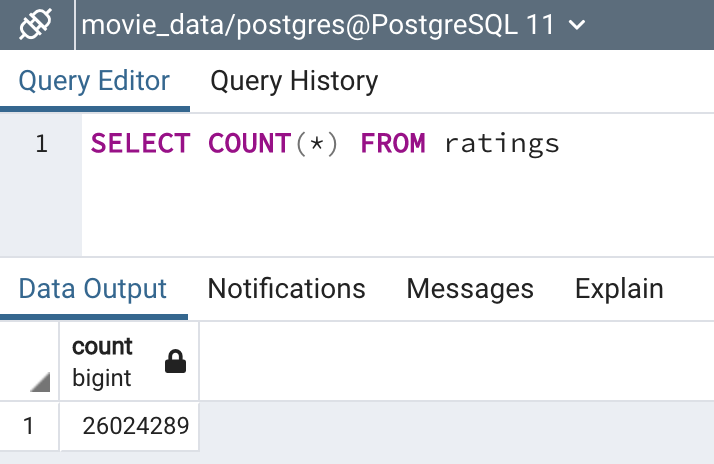 movie_data/postgres@PostgreSQL 11
Query Editor Query History
1 SELECT COUNT(*) FROM ratings
Data Output Notifications Messages Explain
count
bigint
1 26024289